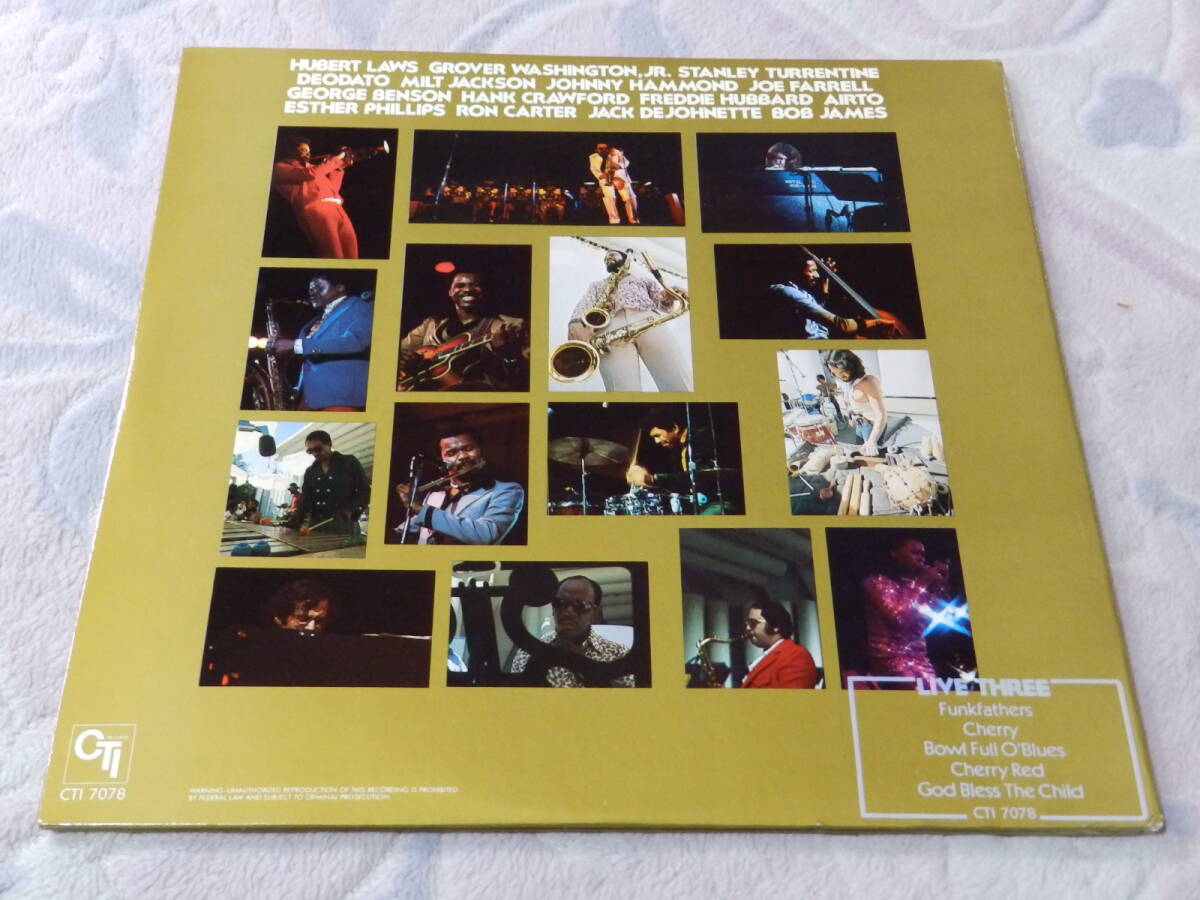 HUBERT LAWS GROVER WASHINGTON, JR. STANLEY TURRENTINE
DEODATO MILT JACKSON JOHNNY HAMMOND JOE FARRELL
GEORGE BENSON HANK CRAWFORD FREDDIE HUBBARD AIRTO
ESTHER PHILLIPS RON CARTER JACK DEJOHNETTE BOB JAMES
LIVE THREE
Funkfathers
Cherry
Bowl Full O'Blues
Cherry Red
God Bless The Child
CTI 7078
CTI
CTI 7078
WARNING: UNAUTHORIZED REPRODUCTION OF THIS RECORDING IS PROHIBITED
BY FEDERAL LAW AND SUBJECT TO CRIMINAL PROSECUTION.